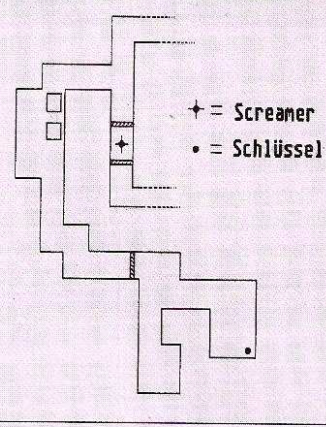 = Screamer
= Schlüssel